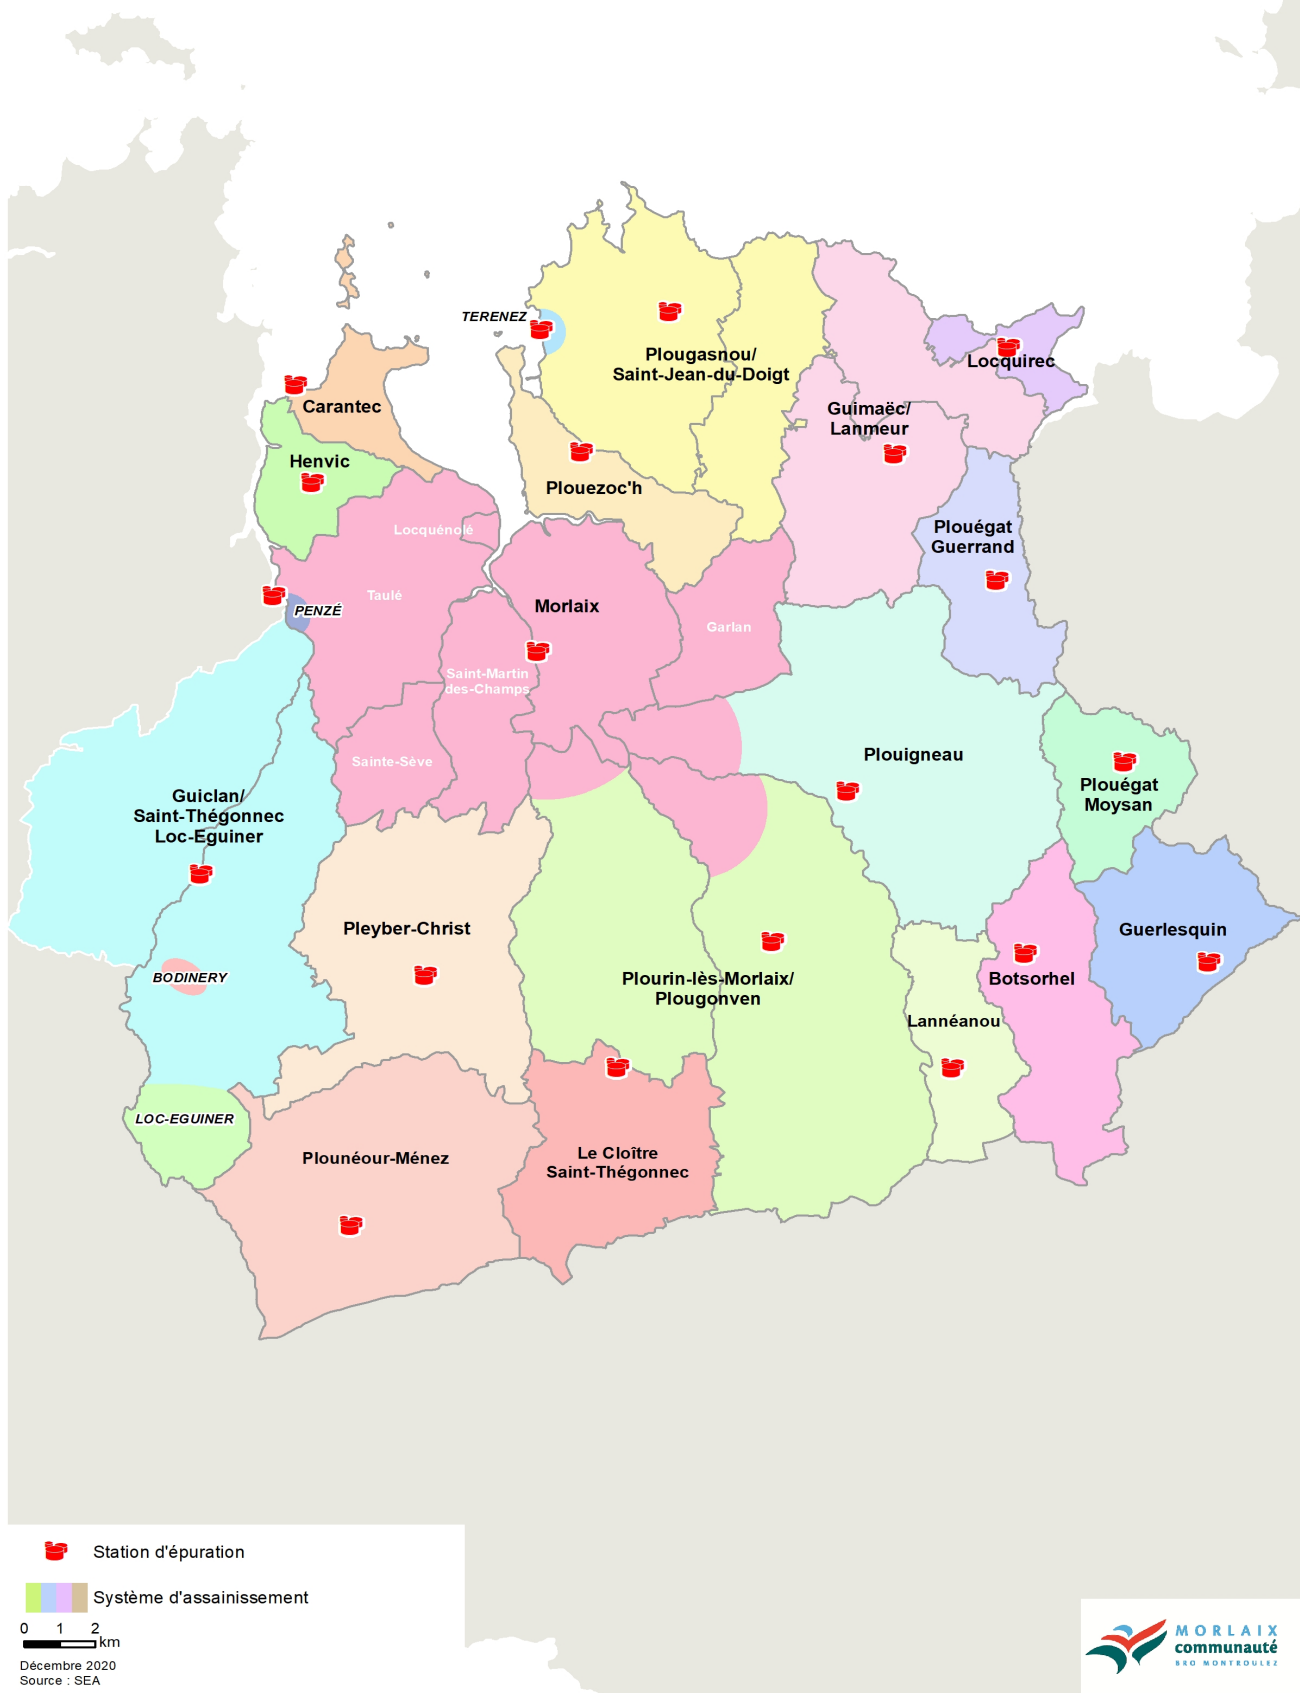 TERENEZ
Plougasnou/
Saint-Jean-du-Doigt
Locquirec
Carantec
Guimaëc/
Lanmeur
Henvic
Plouezoc'h
Locquénolé
Plouégat
Guerrand
Taulé
PENZÉ
Morlaix
Garlan
Saint-Martin
des-Champs
Sainte-Sève
Plouigneau
Plouégat
Moysan
Guiclan/
Saint-Thégonnec
Loc-Eguiner
Pleyber-Christ
Guerlesquin
BODINERY
Plourin-lès-Morlaix/
Plougonven
Botsorhel
Lannéanou
LOC-EGUINER
Plounéour-Ménez
Le Cloître
Saint-Thégonnec
Station d'épuration
Système d'assainissement
0 1 2
km
Décembre 2020
Source : SEA
MORLAIX
communauté
BRO MONTROULEZ